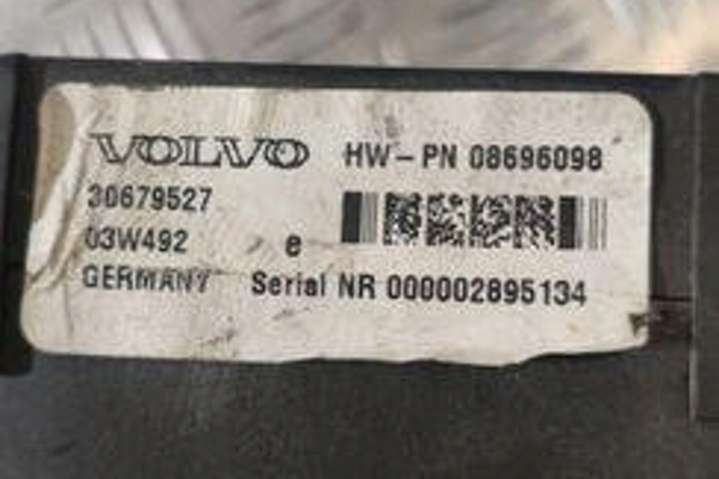 VOLVO HW-PN 08696098
30679527
03W492 e
GERMANY Serial NR 000002895134